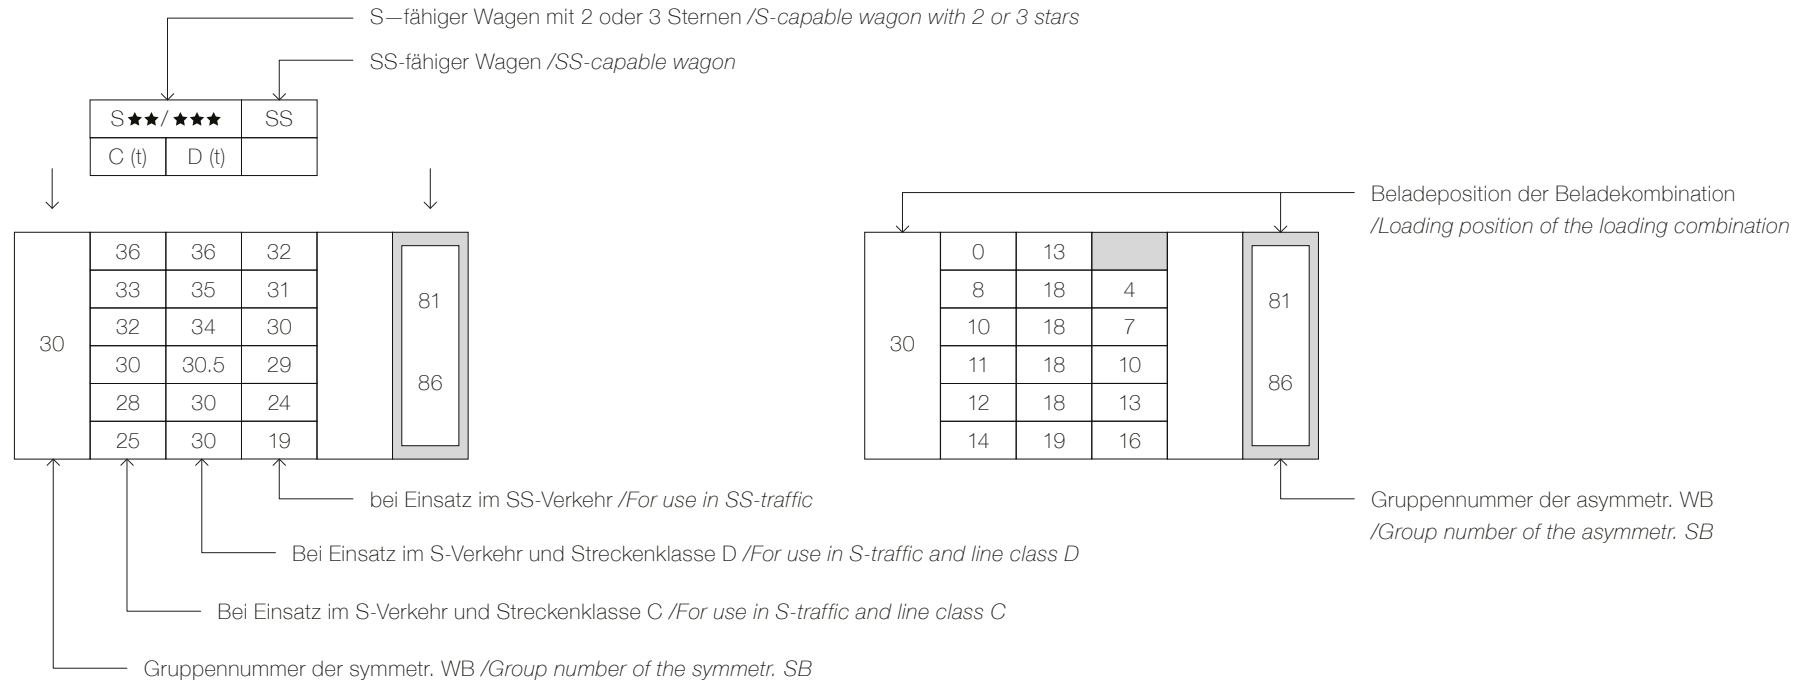 S—fähiger Wagen mit 2 oder 3 Sternen /S-capable wagon with 2 or 3 stars
SS-fähiger Wagen /SS-capable wagon
S★★/★★★ SS
C (t) D (t)
Beladeposition der Beladekombination
/Loading position of the loading combination
30
36 36 32
33 35 31
32 34 30
30 30.5 29
28 30 24
25 30 19
81
86
30
0 13
8 18 4
10 18 7
11 18 10
12 18 13
14 19 16
81
86
bei Einsatz im SS-Verkehr /For use in SS-traffic
Gruppennummer der asymmetr. WB
/Group number of the asymmetr. SB
Bei Einsatz im S-Verkehr und Streckenklasse D /For use in S-traffic and line class D
Bei Einsatz im S-Verkehr und Streckenklasse C /For use in S-traffic and line class C
Gruppennummer der symmetr. WB /Group number of the symmetr. SB